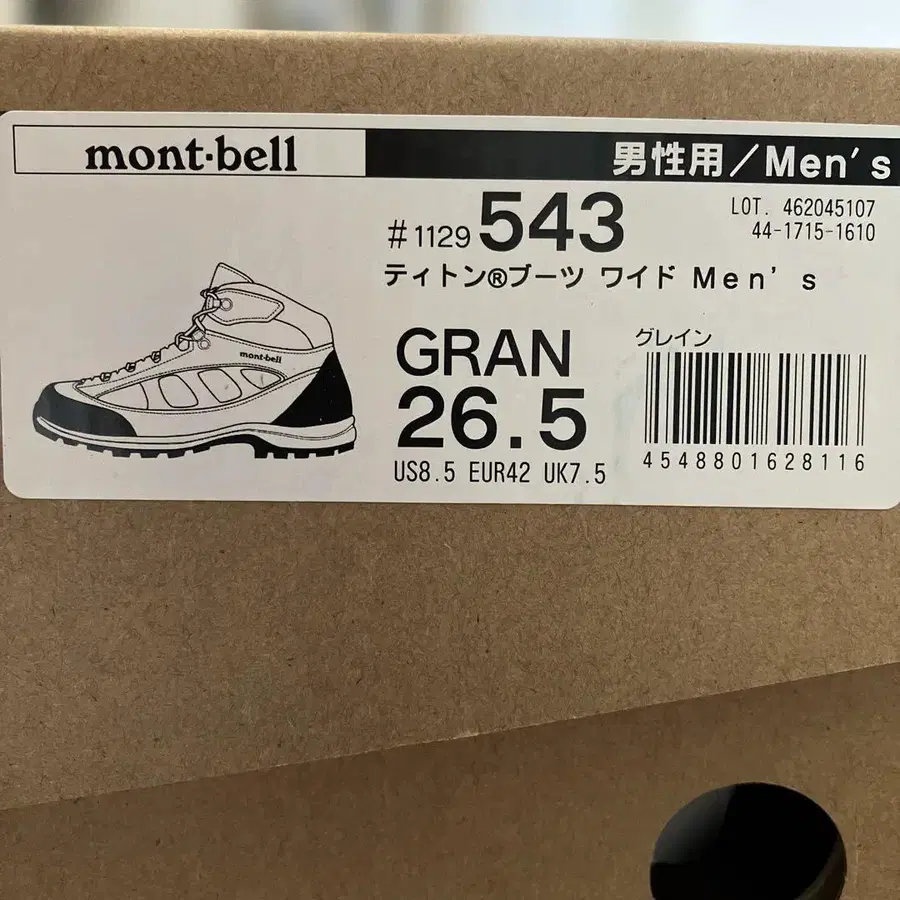 mont·bell
男性用／Men's
#1129 543
LOT. 462045107
44-1715-1610
ティトン®ブーツ ワイド Men's
mont-bell
GRAN
グレイン
26.5
US8.5 EUR42 UK7.5
4548801628116